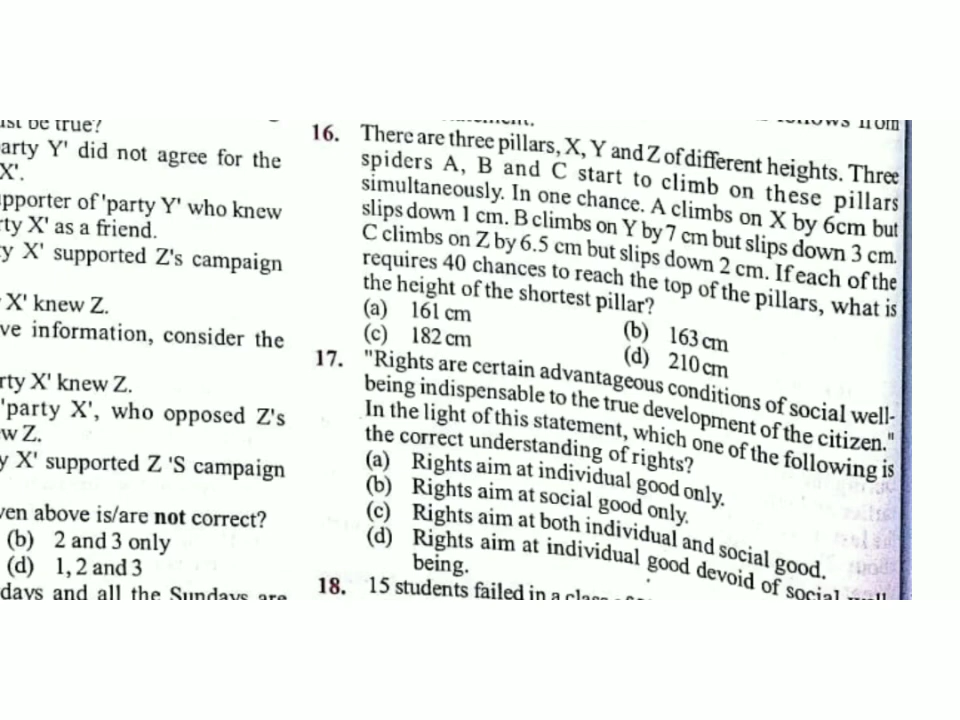 ust be true?
arty Y' did not agree for the
X'.
pporter of 'party Y' who knew
rty X' as a friend.
y X' supported Z's campaign
X' knew Z.
ve information, consider the
rty X' knew Z.
'party X', who opposed Z's
w Z.
y X' supported Z 'S campaign
ven above is/are not correct?
(b) 2 and 3 only
(d) 1, 2 and 3
days and all the Sundays are
16. There are three pillars, X, Y and Z of different heights. Three
spiders A, B and C start to climb on these pillars
simultaneously. In one chance. A climbs on X by 6cm but
slips down 1 cm. B climbs on Y by 7 cm but slips down 3 cm.
C climbs on Z by 6.5 cm but slips down 2 cm. If each of the
requires 40 chances to reach the top of the pillars, what is
the height of the shortest pillar?
(a) 161 cm (b) 163 cm
(c) 182 cm (d) 210 cm
17. "Rights are certain advantageous conditions of social well-
being indispensable to the true development of the citizen."
In the light of this statement, which one of the following is
the correct understanding of rights?
(a) Rights aim at individual good only.
(b) Rights aim at social good only.
(c) Rights aim at both individual and social good.
(d) Rights aim at individual good devoid of social
being.
18. 15 students failed in a